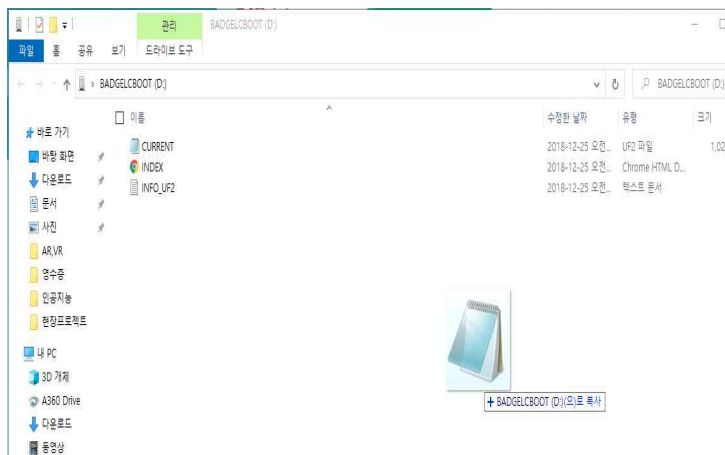 관리
BADGELCBOOT (D:)
파일
홈
공유
보기
드라이브 도구
BADGELCBOOT (D:)
BADGELCBOOT (D:)
이름
수정한 날짜
유형
크기
바로 가기
CURRENT
2018-12-25 오전...
UF2 파일
1,02
바탕 화면
INDEX
2018-12-25 오전...
Chrome HTML D...
다운로드
INFO_UF2
2018-12-25 오전...
텍스트 문서
문서
사진
AR,VR
영수증
인공지능
현장프로젝트
내 PC
3D 개체
A360 Drive
+ BADGELCBOOT (D:)(으)로 복사
다운로드
동영상